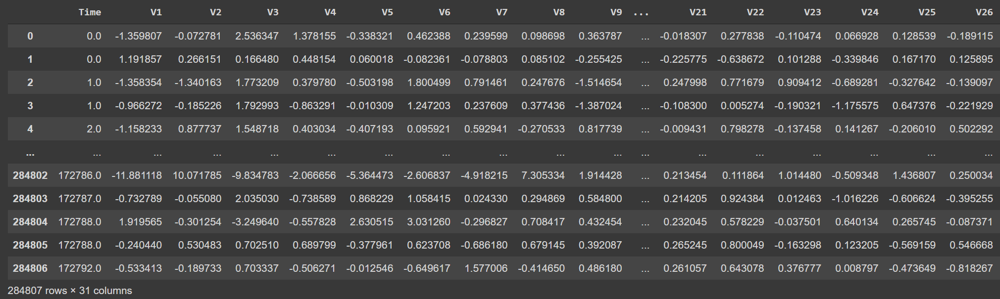 Time V1 V2 V3 V4 V5 V6 V7 V8 V9 ... V21 V22 V23 V24 V25 V26
0 0.0 -1.359807 -0.072781 2.536347 1.378155 -0.338321 0.462388 0.239599 0.098698 0.363787 ... -0.018307 0.277838 -0.110474 0.066928 0.128539 -0.189115
1 0.0 1.191857 0.266151 0.166480 0.448154 0.060018 -0.082361 -0.078803 0.085102 -0.255425 ... -0.225775 -0.638672 0.101288 -0.339846 0.167170 0.125895
2 1.0 -1.358354 -1.340163 1.773209 0.379780 -0.503198 1.800499 0.791461 0.247676 -1.514654 ... 0.247998 0.771679 0.909412 -0.689281 -0.327642 -0.139097
3 1.0 -0.966272 -0.185226 1.792993 -0.863291 -0.010309 1.247203 0.237609 0.377436 -1.387024 ... -0.108300 0.005274 -0.190321 -1.175575 0.647376 -0.221929
4 2.0 -1.158233 0.877737 1.548718 0.403034 -0.407193 0.095921 0.592941 -0.270533 0.817739 ... -0.009431 0.798278 -0.137458 0.141267 -0.206010 0.502292
... ... ... ... ... ... ... ... ... ... ... ... ... ... ... ... ... ...
284802 172786.0 -11.881118 10.071785 -9.834783 -2.066656 -5.364473 -2.606837 -4.918215 7.305334 1.914428 ... 0.213454 0.111864 1.014480 -0.509348 1.436807 0.250034
284803 172787.0 -0.732789 -0.055080 2.035030 -0.738589 0.868229 1.058415 0.024330 0.294869 0.584800 ... 0.214205 0.924384 0.012463 -1.016226 -0.606624 -0.395255
284804 172788.0 1.919565 -0.301254 -3.249640 -0.557828 2.630515 3.031260 -0.296827 0.708417 0.432454 ... 0.232045 0.578229 -0.037501 0.640134 0.265745 -0.087371
284805 172788.0 -0.240440 0.530483 0.702510 0.689799 -0.377961 0.623708 -0.686180 0.679145 0.392087 ... 0.265245 0.800049 -0.163298 0.123205 -0.569159 0.546668
284806 172792.0 -0.533413 -0.189733 0.703337 -0.506271 -0.012546 -0.649617 1.577006 -0.414650 0.486180 ... 0.261057 0.643078 0.376777 0.008797 -0.473649 -0.818267
284807 rows × 31 columns